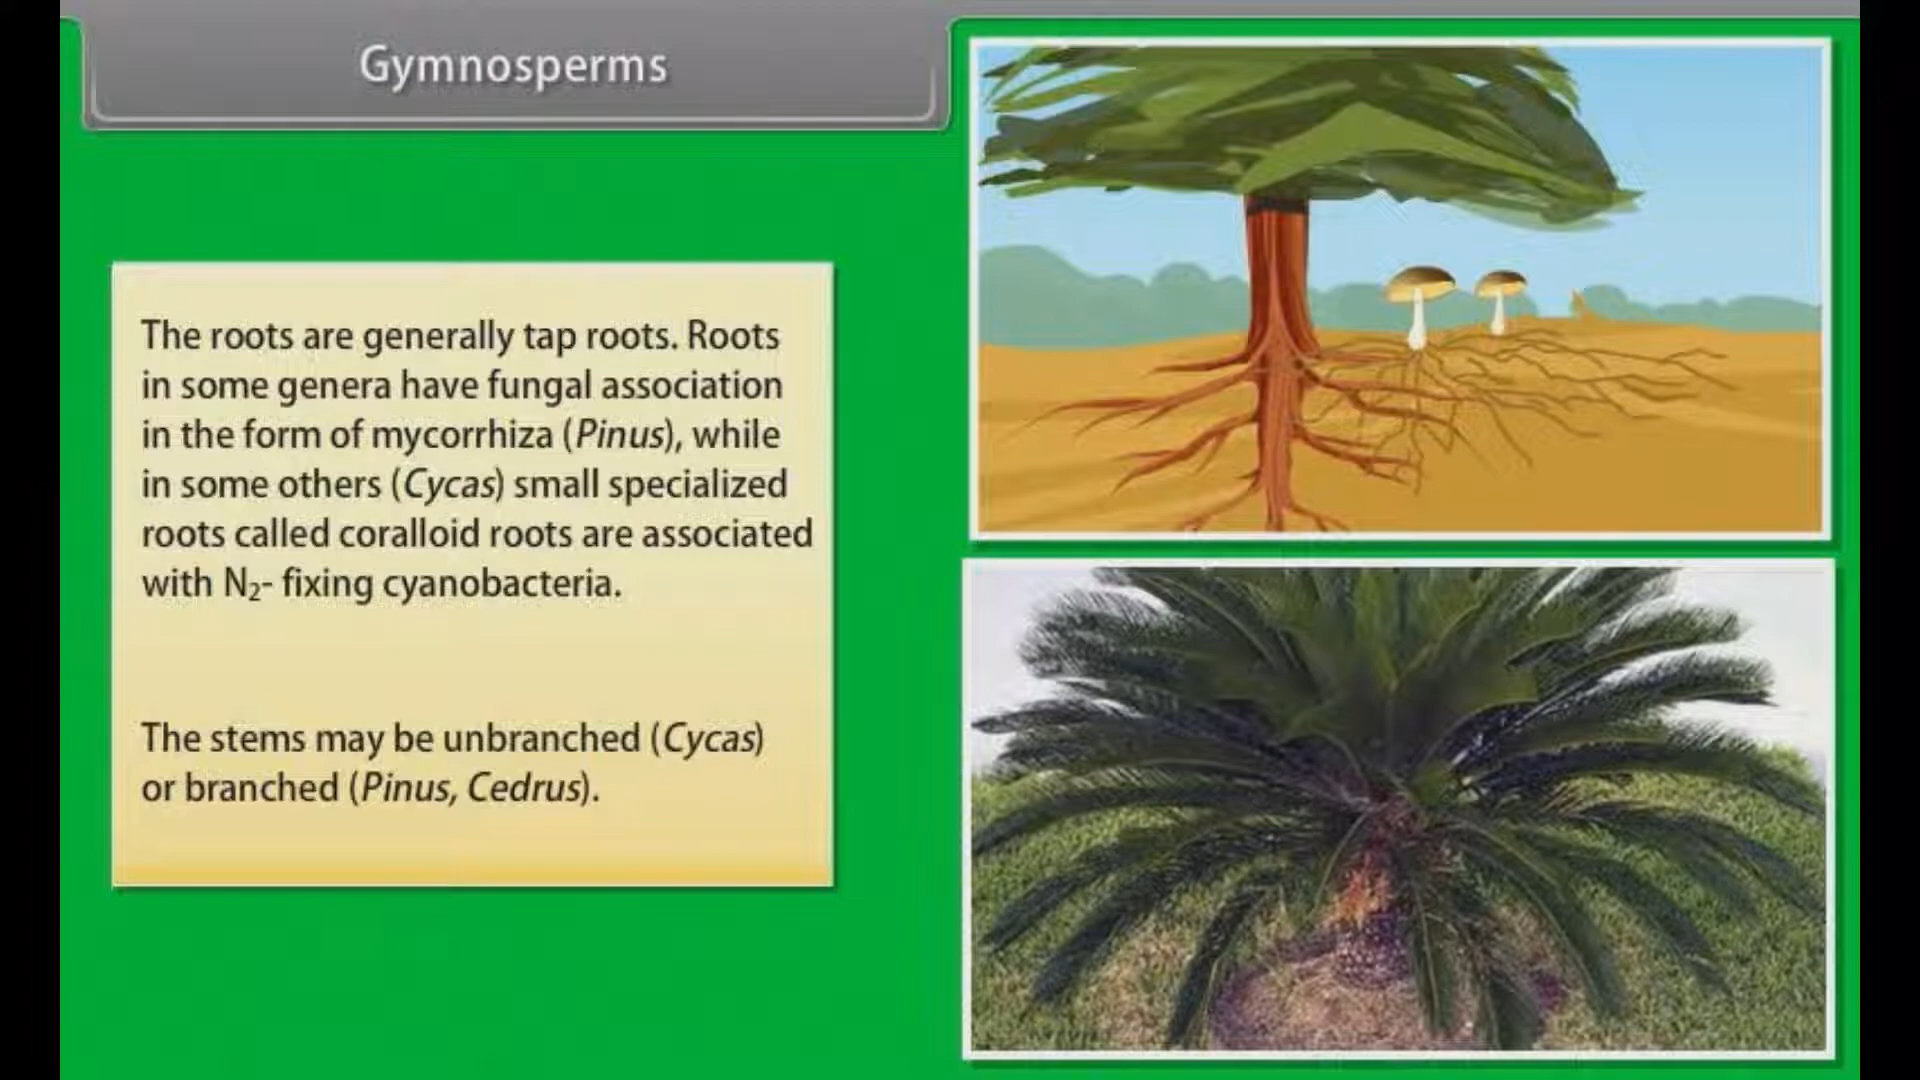 Gymnosperms
The roots are generally tap roots. Roots
in some genera have fungal association
in the form of mycorrhiza (Pinus), while
in some others (Cycas) small specialized
roots called coralloid roots are associated
with N₂- fixing cyanobacteria.
The stems may be unbranched (Cycas)
or branched (Pinus, Cedrus).